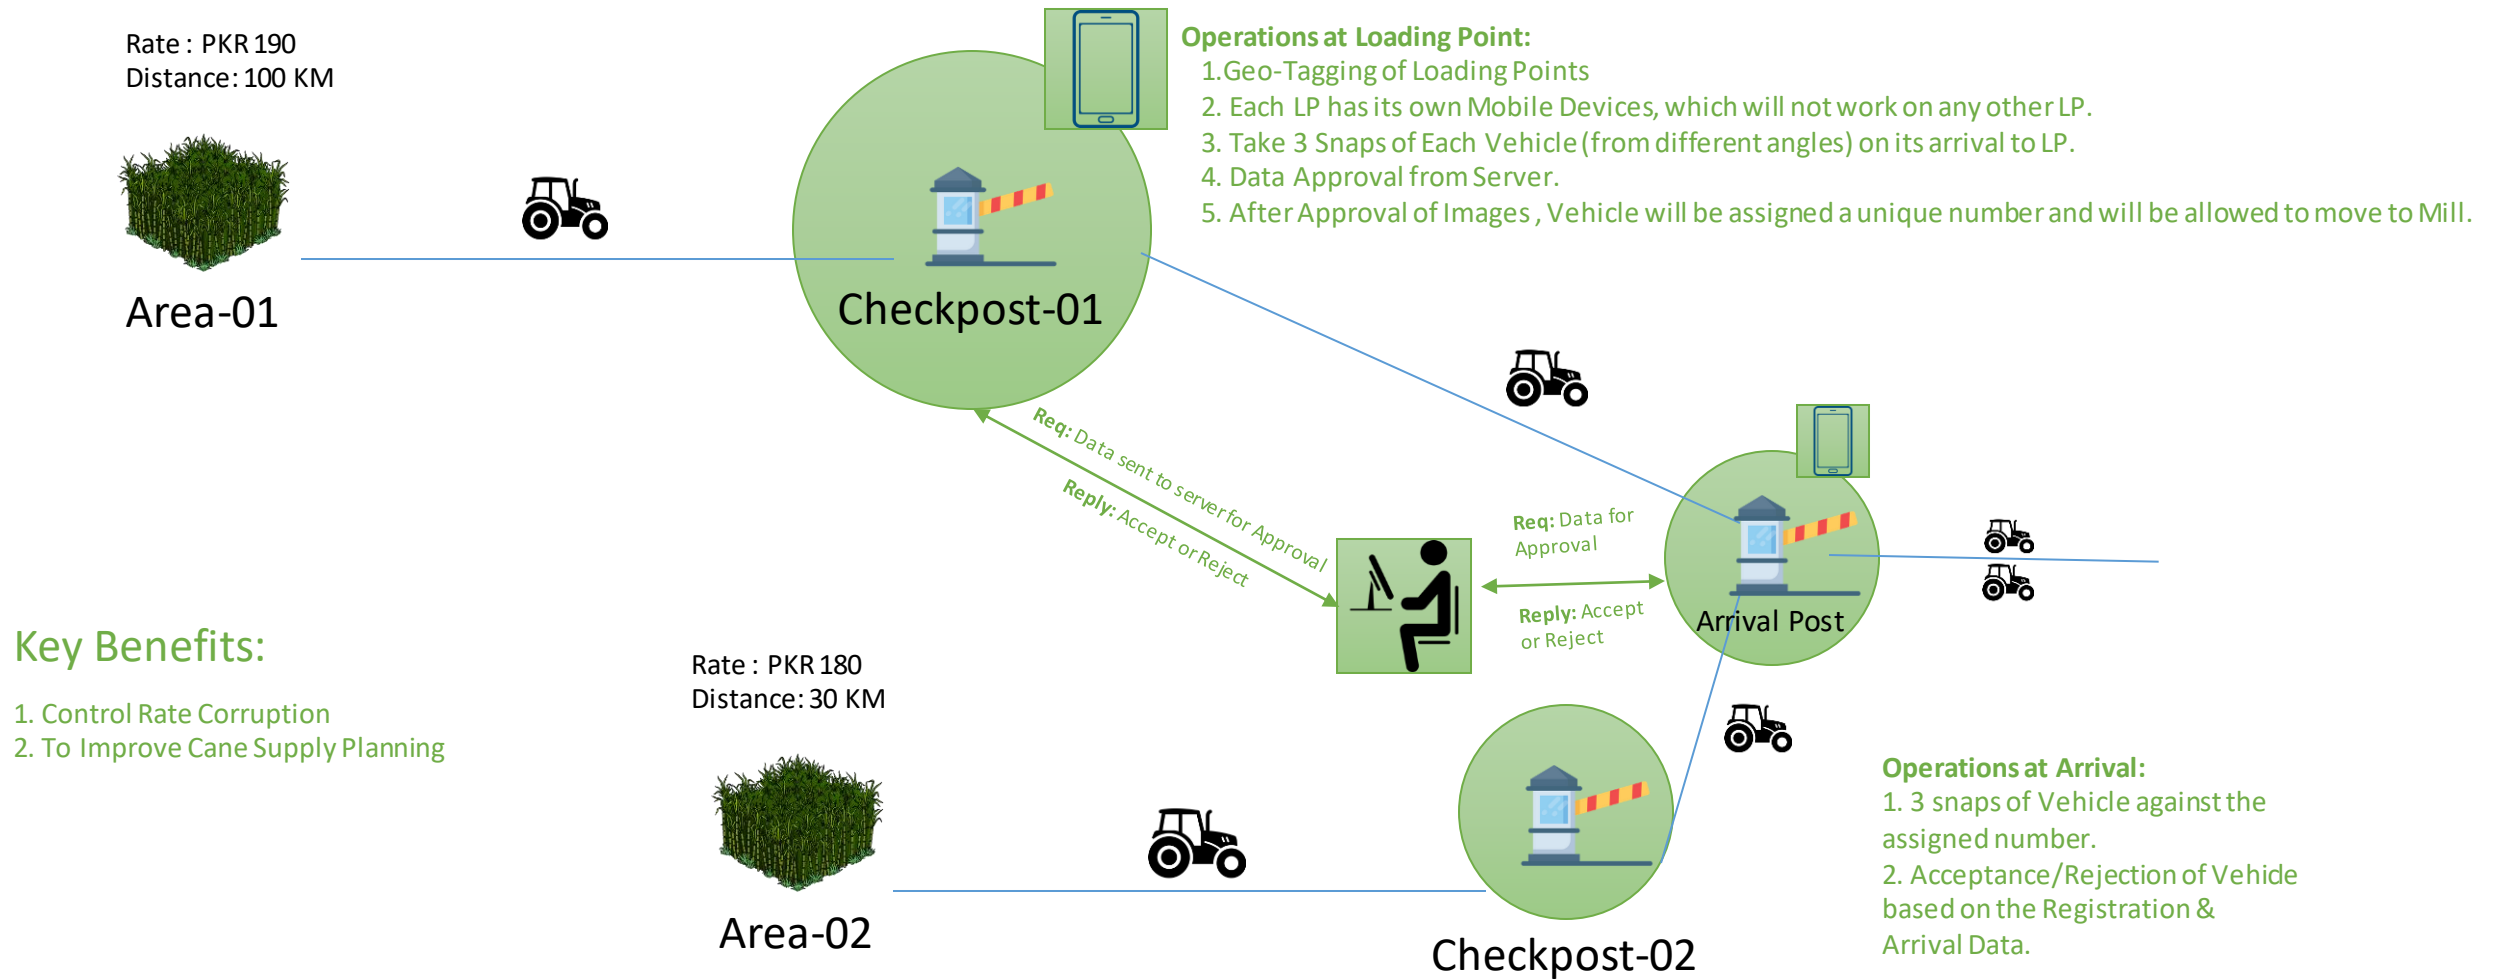 Rate : PKR 190
Distance: 100 KM
Area-01
Checkpost-01
Operations at Loading Point:
1.Geo-Tagging of Loading Points
2. Each LP has its own Mobile Devices, which will not work on any other LP.
3. Take 3 Snaps of Each Vehicle (from different angles) on its arrival to LP.
4. Data Approval from Server.
5. After Approval of Images , Vehicle will be assigned a unique number and will be allowed to move to Mill.
Req: Data sent to server for Approval
Reply: Accept or Reject
Req: Data for
Approval
Reply: Accept
or Reject
Arrival Post
Key Benefits:
1. Control Rate Corruption
2. To Improve Cane Supply Planning
Rate : PKR 180
Distance: 30 KM
Area-02
Checkpost-02
Operations at Arrival:
1. 3 snaps of Vehicle against the
assigned number.
2. Acceptance/Rejection of Vehicle
based on the Registration &
Arrival Data.